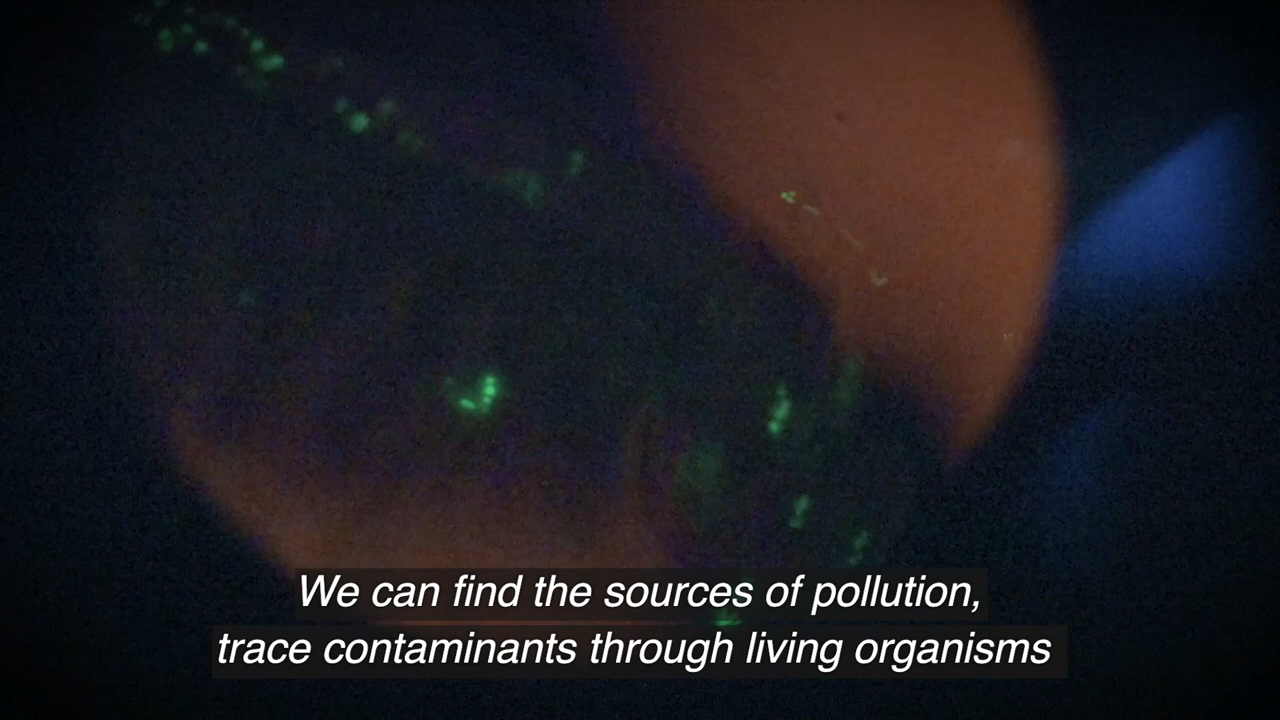 We can find the sources of pollution,
trace contaminants through living organisms